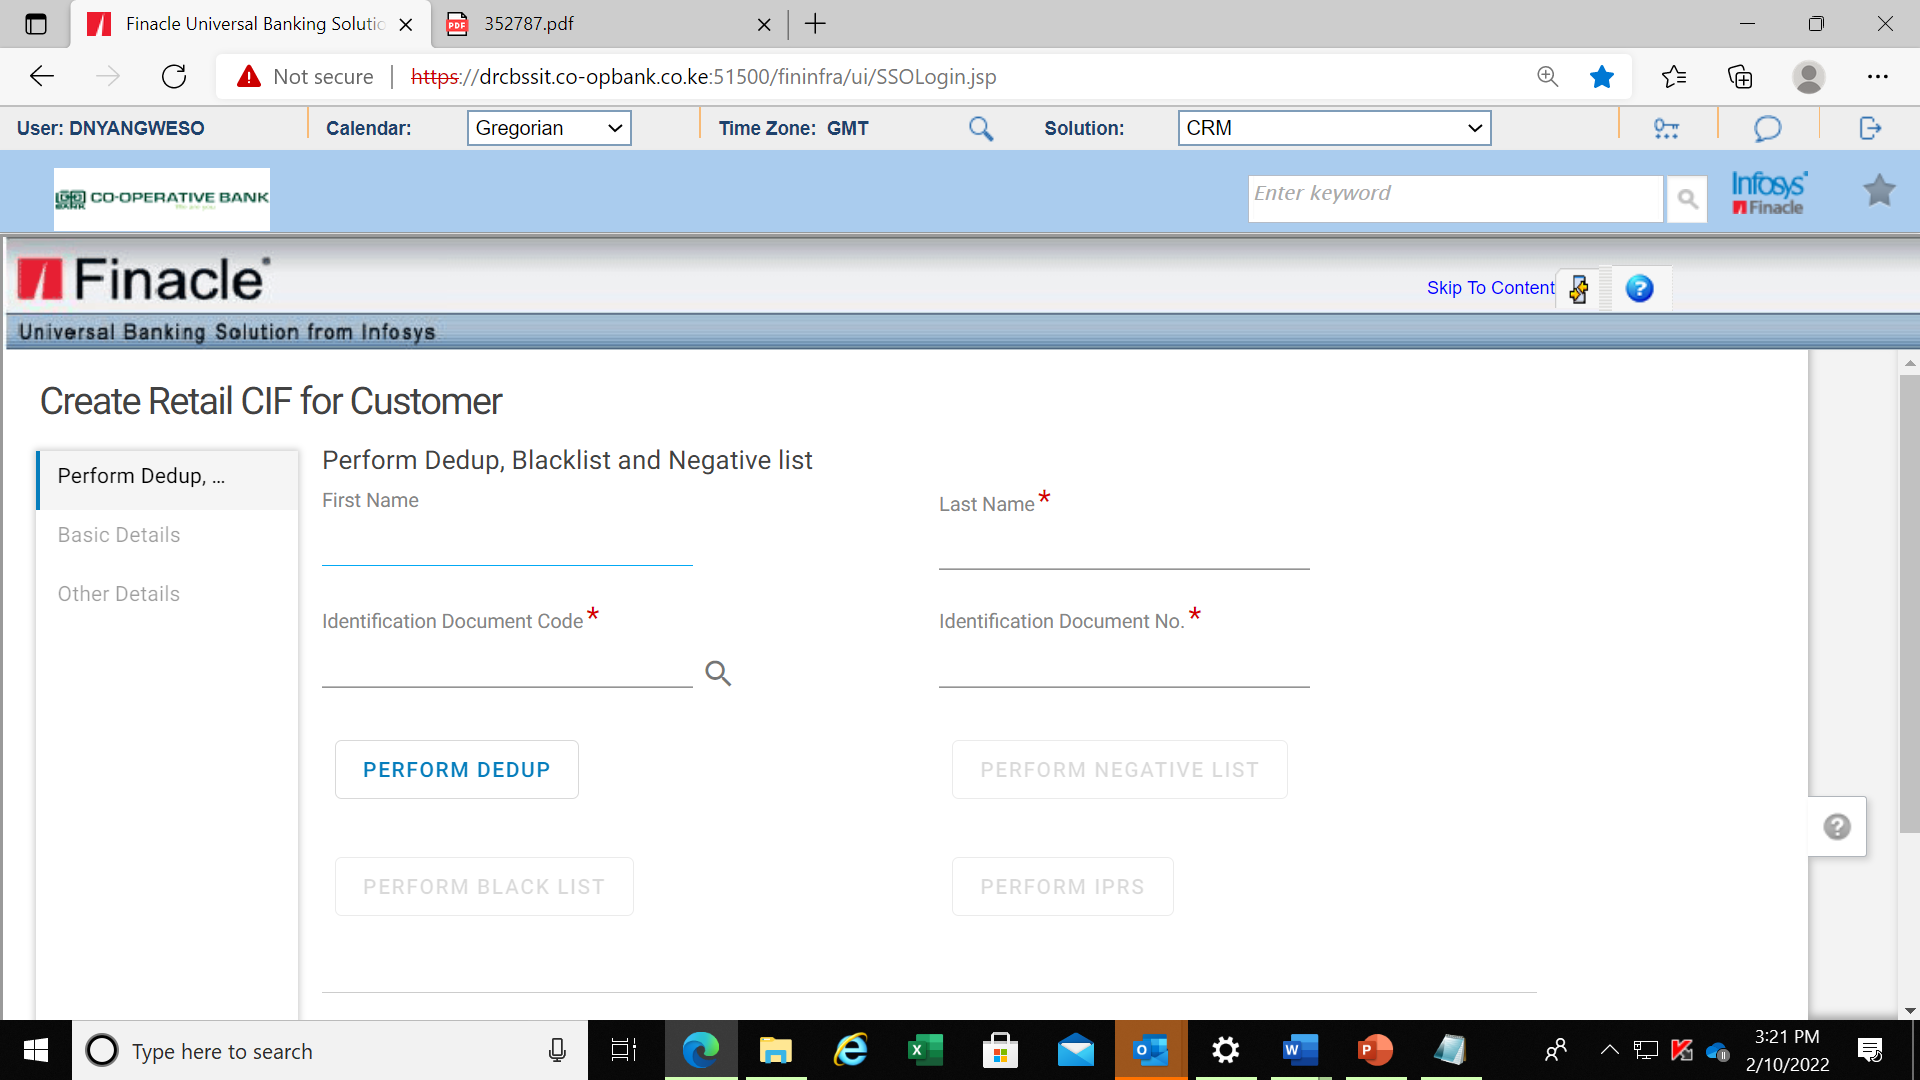 Finacle Universal Banking Solutio
352787.pdf
Not secure
https://drcbssit.co-opbank.co.ke:51500/fininfra/ui/SSOLogin.jsp
User: DNYANGWESO
Calendar:
Gregorian
Time Zone: GMT
Solution:
CRM
CO-OPERATIVE BANK
Enter keyword
Infosys
Finacle
Finacle
Skip To Content
Universal Banking Solution from Infosys
Create Retail CIF for Customer
Perform Dedup, ...
Basic Details
Other Details
Perform Dedup, Blacklist and Negative list
First Name
Last Name *
Identification Document Code *
Identification Document No. *
PERFORM DEDUP
PERFORM NEGATIVE LIST
PERFORM BLACK LIST
PERFORM IPRS
Type here to search
3:21 PM
2/10/2022